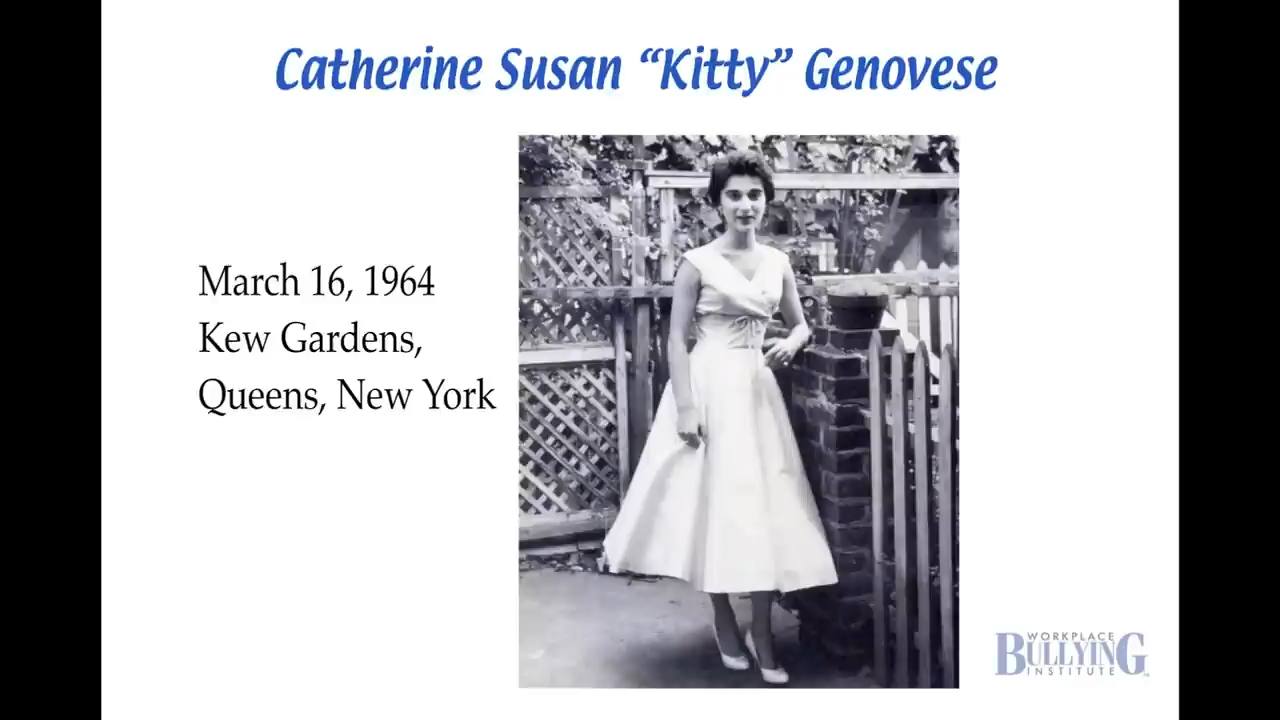 Catherine Susan “Kitty” Genovese
March 16, 1964
Kew Gardens,
Queens, New York
WORKPLACE
BULLYING
INSTITUTE